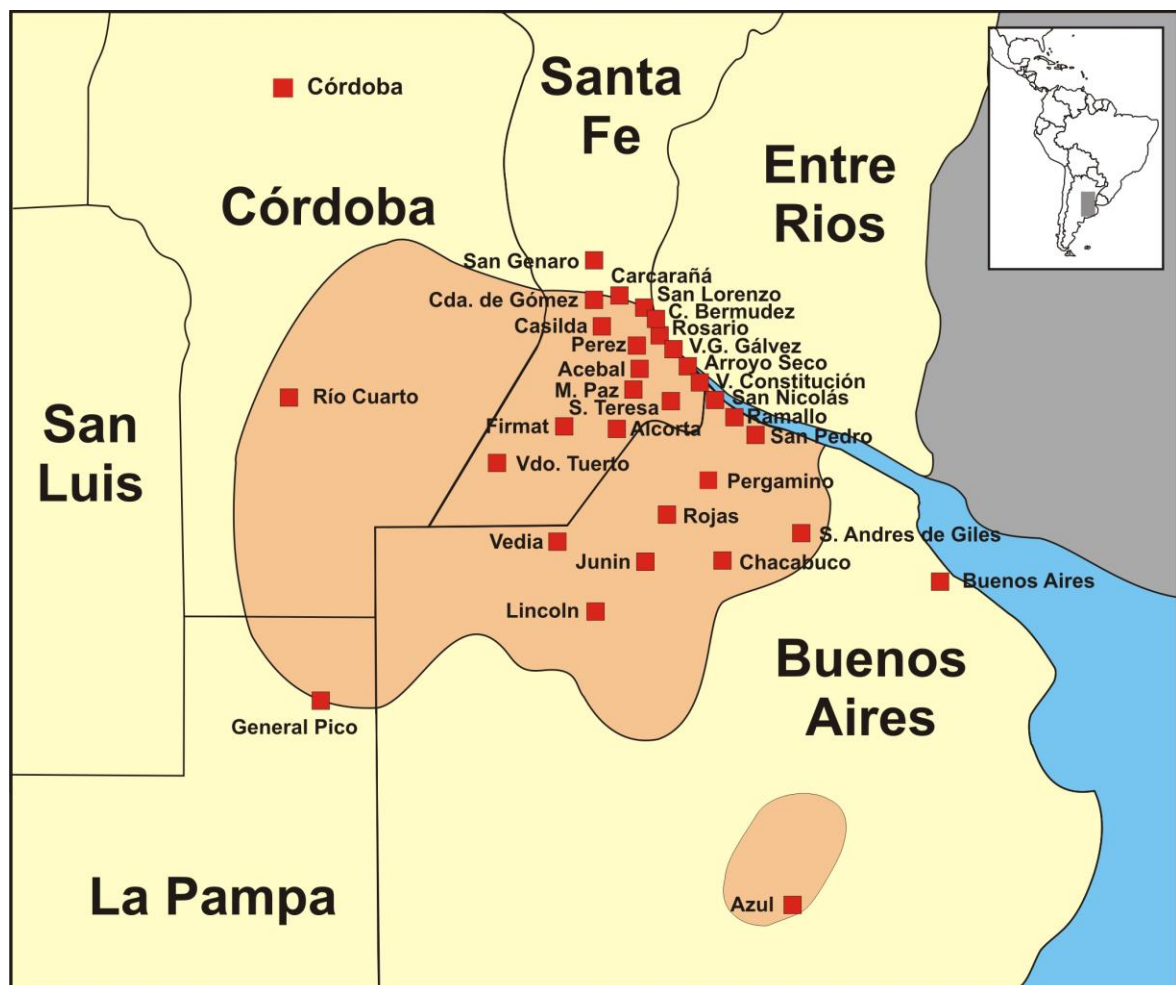 Santa
Fe
Córdoba
Entre
Rios
Córdoba
San Genaro
Carcarañá
Cda. de Gómez
San Lorenzo
C. Bermudez
Casilda
Rosario
Perez
V.G. Gálvez
Acebal
Arroyo Seco
M. Paz
V. Constitución
Río Cuarto
San Nicolás
S. Teresa
Ramallo
Firmat
Alcorta
San Pedro
San
Luis
Vdo. Tuerto
Pergamino
Rojas
S. Andres de Giles
Vedia
Junin
Chacabuco
Buenos Aires
Lincoln
Buenos
Aires
General Pico
La Pampa
Azul